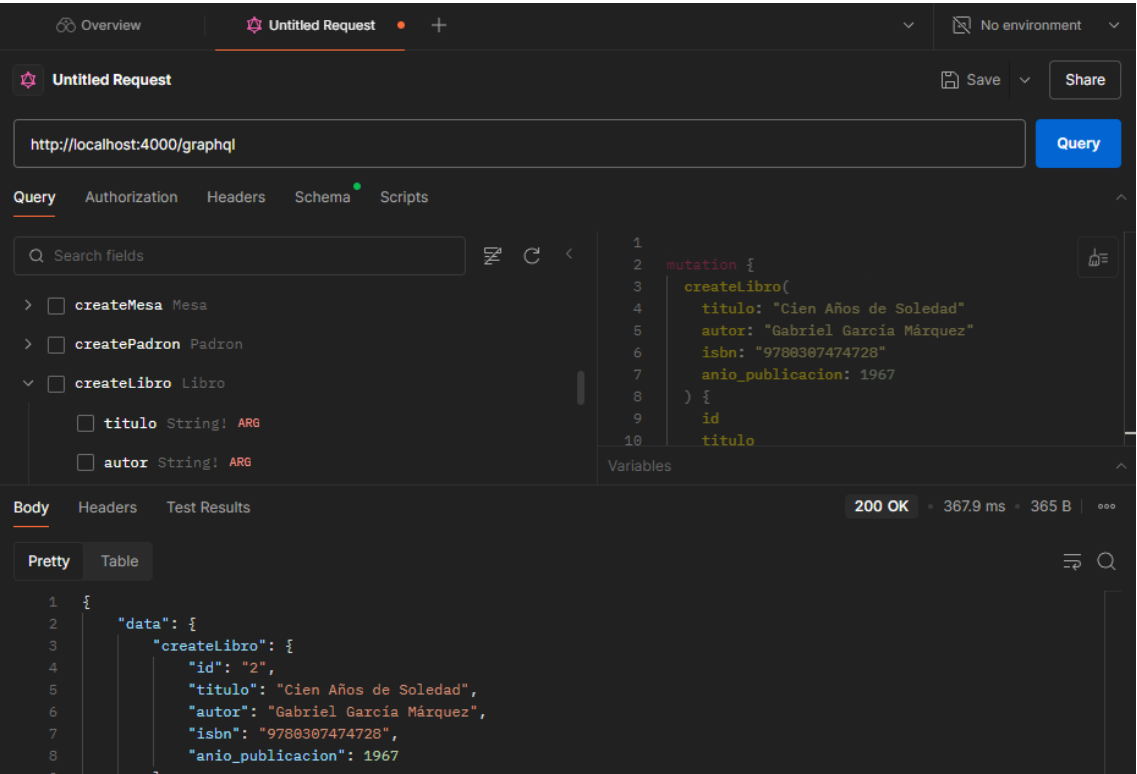 Overview
Untitled Request
No environment
Untitled Request
Save
Share
http://localhost:4000/graphql
Query
Query Authorization Headers Schema Scripts
Search fields
createMesa Mesa
createPadron Padron
createLibro Libro
titulo String! ARG
autor String! ARG
1
2 mutation {
3 createLibro(
4 titulo: "Cien Años de Soledad"
5 autor: "Gabriel García Márquez"
6 isbn: "9780307474728"
7 anio_publicacion: 1967
8 ) {
9 id
10 titulo
Variables
Body Headers Test Results
200 OK • 367.9 ms • 365 B
Pretty Table
1 {
2 "data": {
3 "createLibro": {
4 "id": "2",
5 "titulo": "Cien Años de Soledad",
6 "autor": "Gabriel García Márquez",
7 "isbn": "9780307474728",
8 "anio_publicacion": 1967